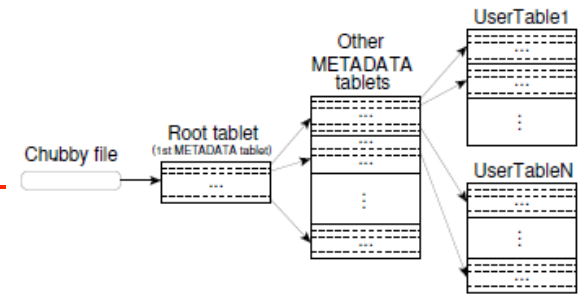 UserTable1
...
...
⋮
Other
METADATA
tablets
...
...
...
⋮
...
Root tablet
(1st METADATA tablet)
...
Chubby file
UserTableN
...
⋮
...